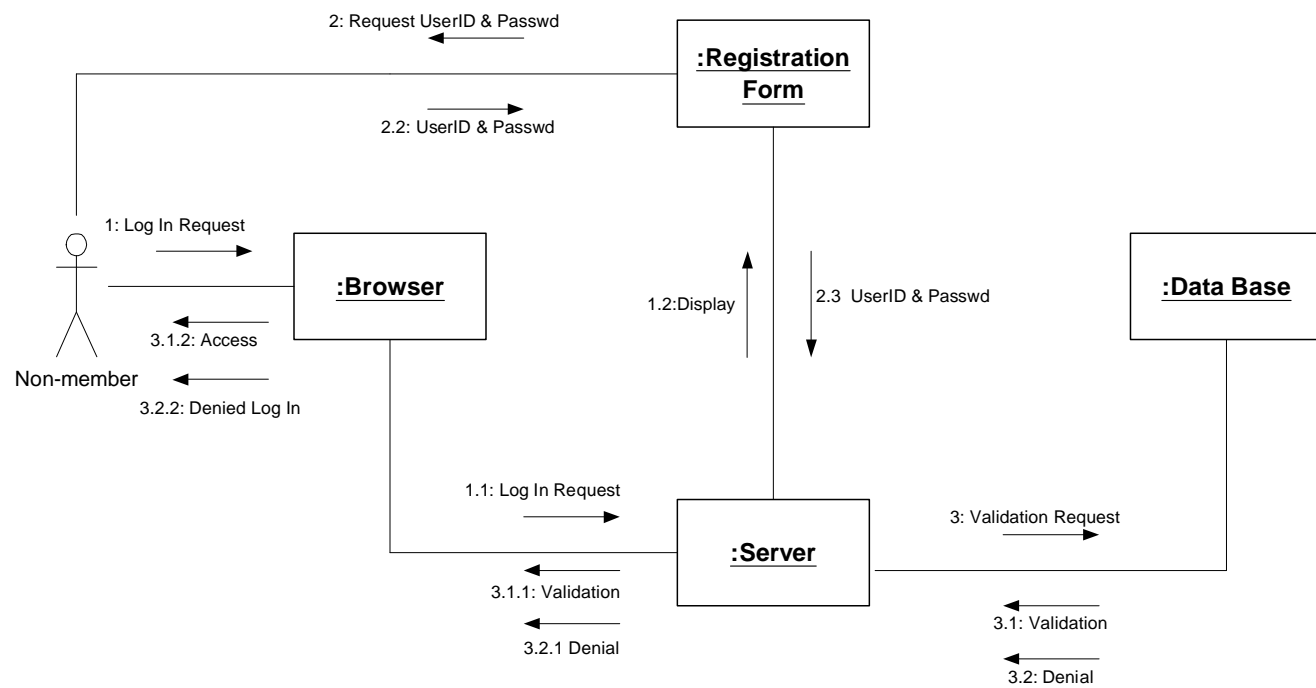 2: Request UserID & Passwd
:Registration
Form
2.2: UserID & Passwd
1: Log In Request
:Browser
:Data Base
1.2:Display
2.3 UserID & Passwd
3.1.2: Access
Non-member
3.2.2: Denied Log In
1.1: Log In Request
3: Validation Request
:Server
3.1.1: Validation
3.1: Validation
3.2.1 Denial
3.2: Denial